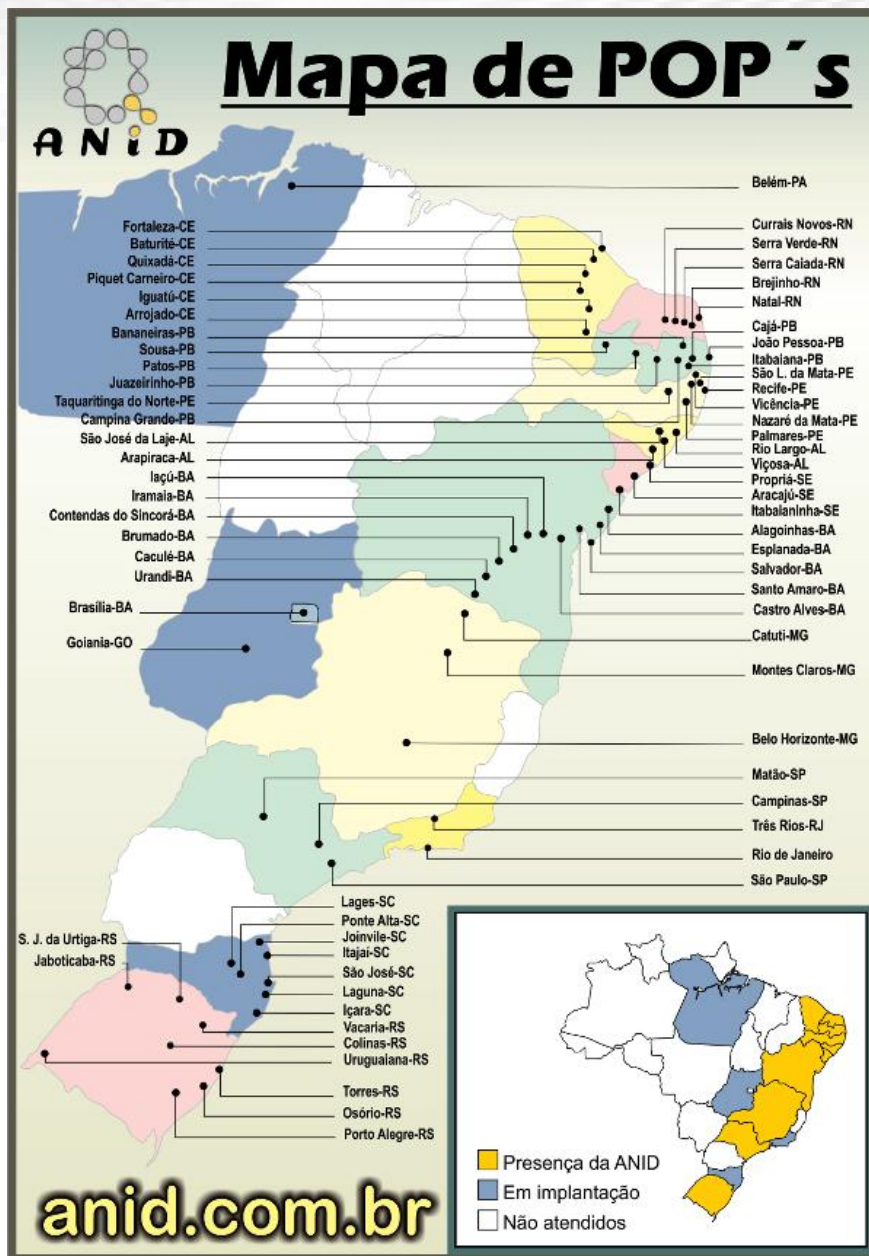 Mapa de POP´s
ANiD
Belém-PA
Fortaleza-CE
Baturité-CE
Quixadá-CE
Piquet Carneiro-CE
Iguatú-CE
Arrojado-CE
Bananeiras-PB
Sousa-PB
Patos-PB
Juazeirinho-PB
Taquaritinga do Norte-PE
Campina Grando-PB
São José da Laje-AL
Arapiraca-AL
Iaçú-BA
Iramaia-BA
Contendas do Sincorá-BA
Brumado-BA
Caculé-BA
Urandi-BA
Brasília-BA
Goiania-GO
Currais Novos-RN
Serra Verde-RN
Serra Caiada-RN
Brejinho-RN
Natal-RN
Cajá-PB
João Pessoa-PB
Itabaiana-PB
São L. da Mata-PE
Recife-PE
Vicência-PE
Nazaré da Mata-PE
Palmares-PE
Rio Largo-AL
Viçosa-AL
Propriá-SE
Aracajú-SE
Itabaianinha-SE
Alagoinhas-BA
Esplanada-BA
Salvador-BA
Santo Amaro-BA
Castro Alves-BA
Catuti-MG
Montes Claros-MG
Belo Horizonte-MG
Matão-SP
Campinas-SP
Três Rios-RJ
Rio de Janeiro
São Paulo-SP
Lages-SC
Ponte Alta-SC
Joinvile-SC
Itajaí-SC
São José-SC
Laguna-SC
Içara-SC
S. J. da Urtiga-RS
Jaboticaba-RS
Vacaria-RS
Colinas-RS
Uruguaiana-RS
Torres-RS
Osório-RS
Porto Alegre-RS
Presença da ANID
Em implantação
Não atendidos
anid.com.br